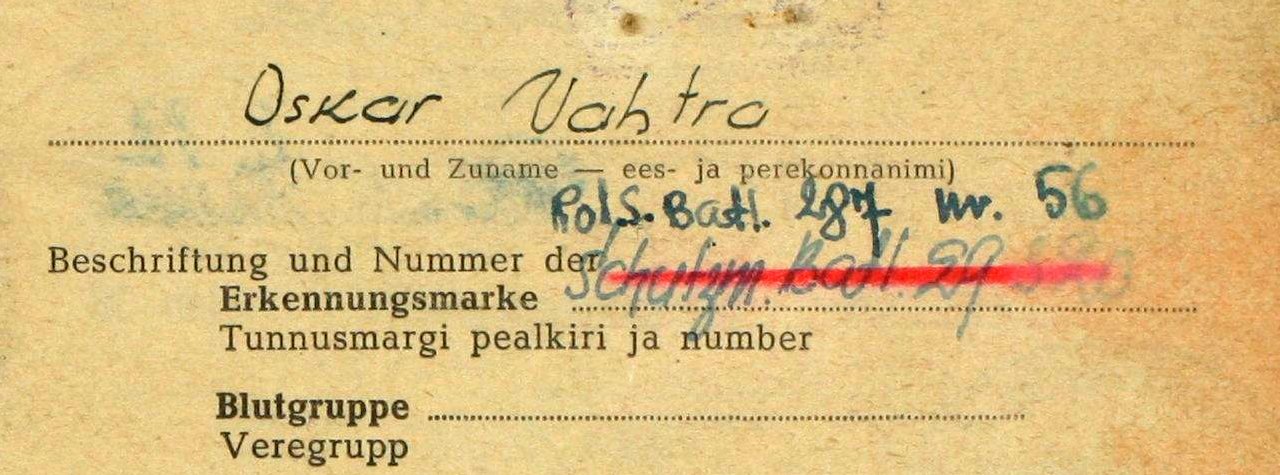 Oskar Vahtra
(Vor- und Zuname — ees- ja perekonnanimi)
Pol.S. Batl. 287 nr. 56
Beschriftung und Nummer der Schutzm. Batl. 29
Erkennungsmarke
Tunnusmargi pealkiri ja number
Blutgruppe
Veregrupp